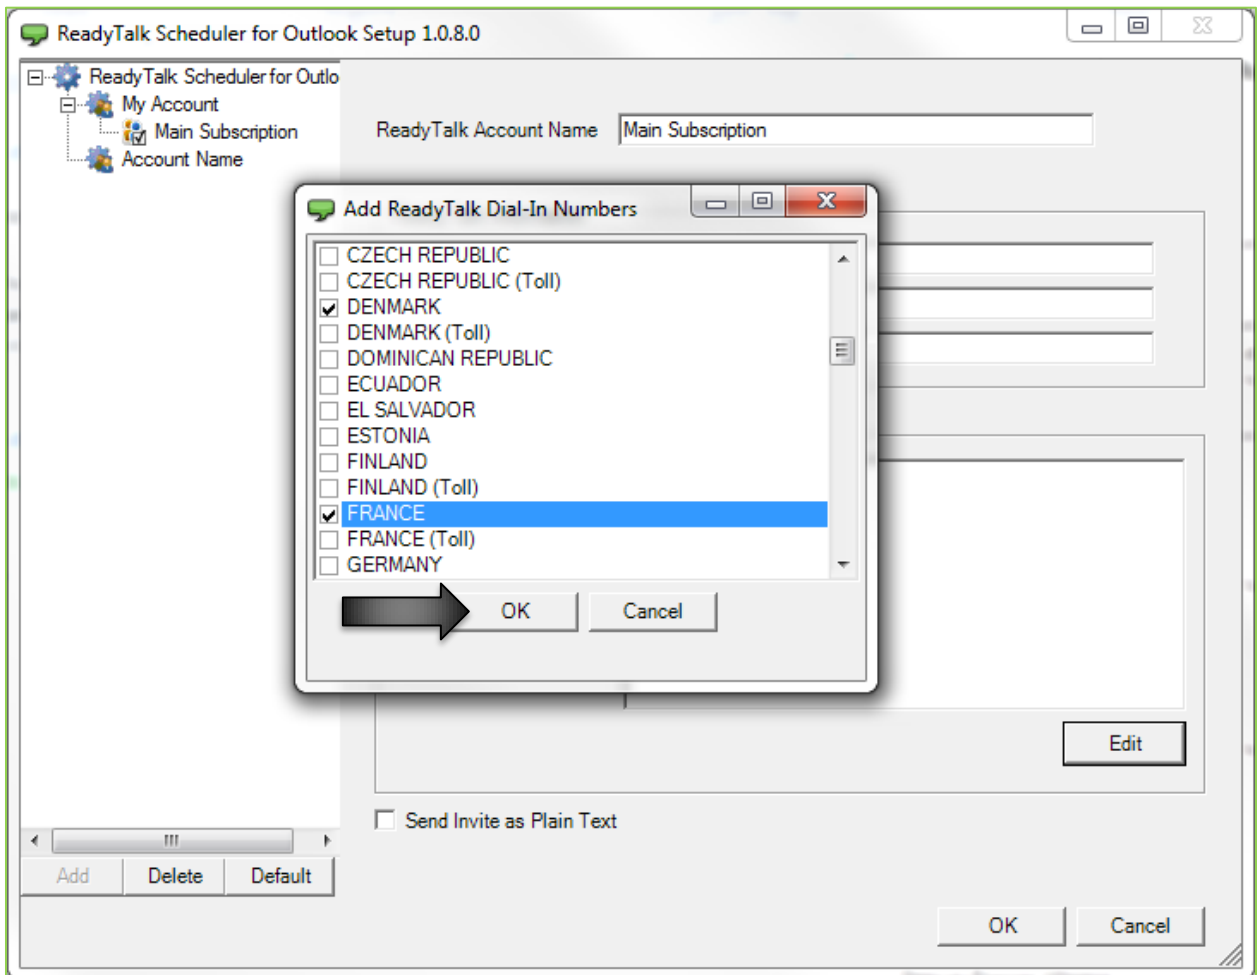 ReadyTalk Scheduler for Outlook Setup 1.0.8.0
ReadyTalk Scheduler for Outlo
My Account
Main Subscription
Account Name
ReadyTalk Account Name Main Subscription
Add ReadyTalk Dial-In Numbers
CZECH REPUBLIC
CZECH REPUBLIC (Toll)
DENMARK
DENMARK (Toll)
DOMINICAN REPUBLIC
ECUADOR
EL SALVADOR
ESTONIA
FINLAND
FINLAND (Toll)
FRANCE
FRANCE (Toll)
GERMANY
OK Cancel
Edit
Send Invite as Plain Text
Add Delete Default
OK Cancel